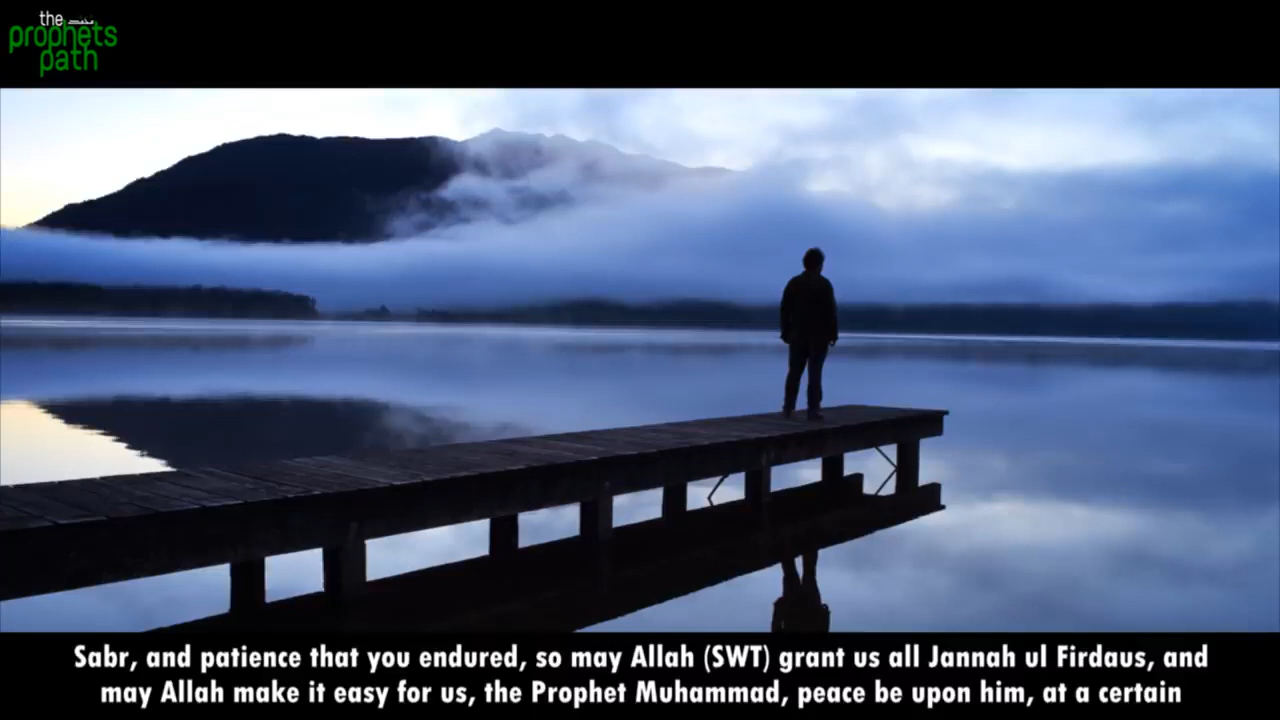 the محمد
prophets
path
Sabr, and patience that you endured, so may Allah (SWT) grant us all Jannah ul Firdaus, and
may Allah make it easy for us, the Prophet Muhammad, peace be upon him, at a certain